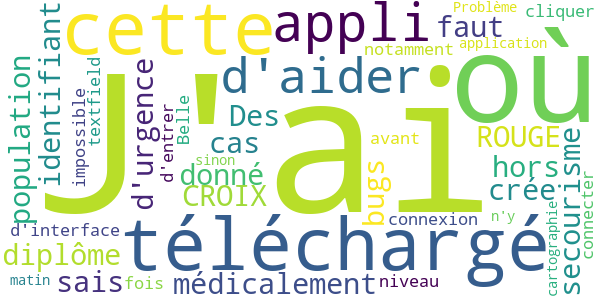 cette
appli
Problème
cliquer
faut
notamment
application
où
identifiant
population
textfield
impossible
d'urgence
d'entrer
Belle
d'aider
Des
cas
J'ai
sinon
donné
CROIX
avant
bugs
ROUGE
hors
crée
secourisme
connecter
cartographie
d'interface
téléchargé
connexion
n'y
diplôme
matin
sais
fois
médicalement
niveau